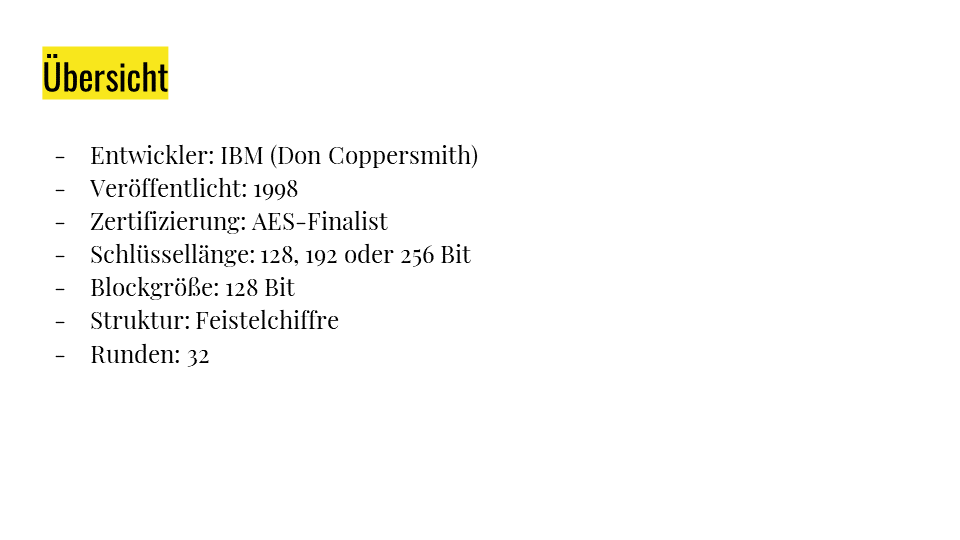 Übersicht
- Entwickler: IBM (Don Coppersmith)
- Veröffentlicht: 1998
- Zertifizierung: AES-Finalist
- Schlüssellänge: 128, 192 oder 256 Bit
- Blockgröße: 128 Bit
- Struktur: Feistelchiffre
- Runden: 32